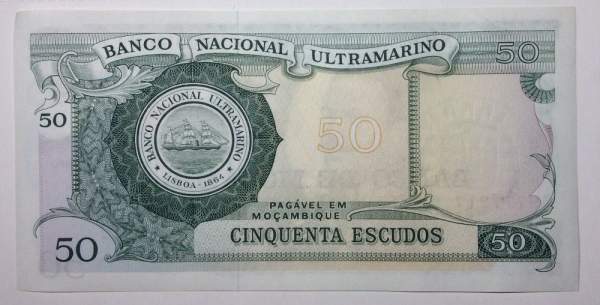 BANCO NACIONAL ULTRAMARINO
50
50
BANCO NACIONAL ULTRAMARINO
LISBOA - 1864
50
PAGÁVEL EM
MOÇAMBIQUE
50
CINQUENTA ESCUDOS
50